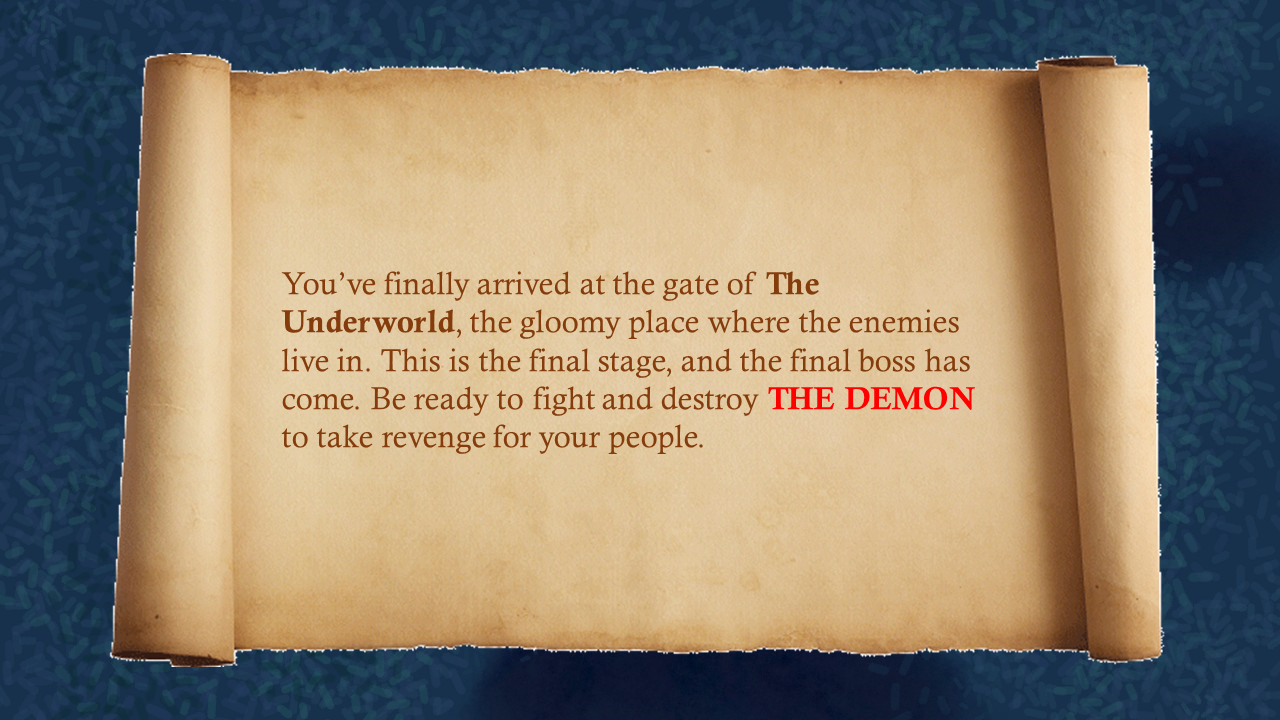 You’ve finally arrived at the gate of The
Underworld, the gloomy place where the enemies
live in. This is the final stage, and the final boss has
come. Be ready to fight and destroy THE DEMON
to take revenge for your people.